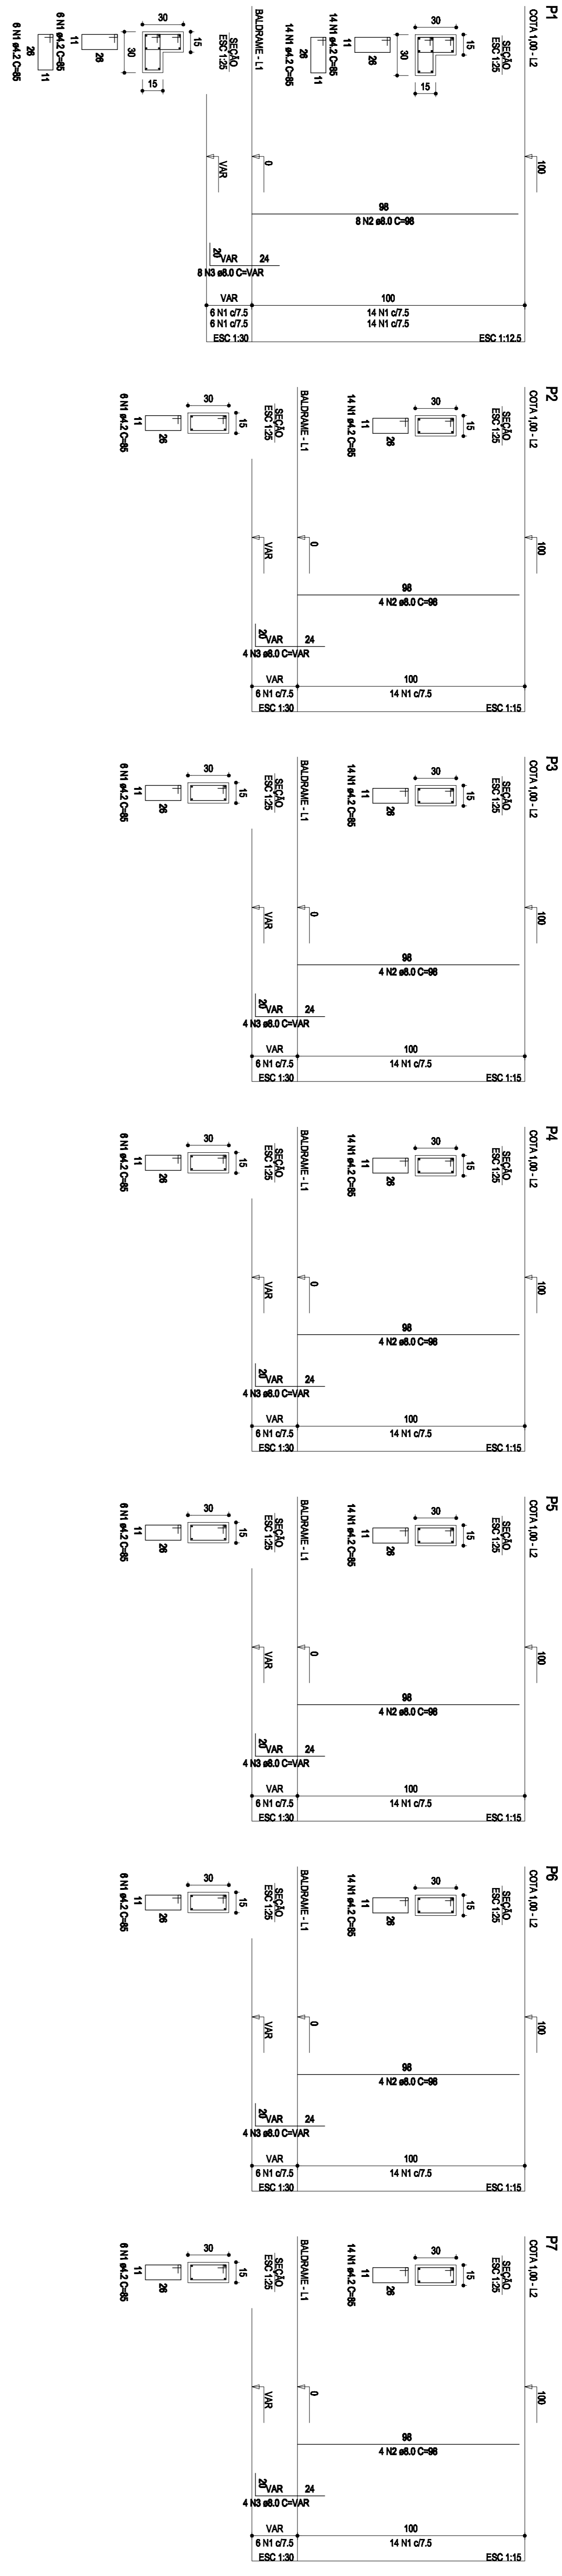 P1
COTA 1,00 - L2
SEÇÃO
ESC 1:25
30
15
30
15
26
11
14 N1 ø4.2 C=85
11
26
14 N1 ø4.2 C=85
BALDRAME - L1
SEÇÃO
ESC 1:25
30
15
30
15
26
11
6 N1 ø4.2 C=85
11
26
6 N1 ø4.2 C=85
100
0
VAR
98
8 N2 ø8.0 C=98
20 VAR 24
8 N3 ø8.0 C=VAR
VAR 100
6 N1 c/7.5 14 N1 c/7.5
6 N1 c/7.5 14 N1 c/7.5
ESC 1:30 ESC 1:12.5
P2
COTA 1,00 - L2
SEÇÃO
ESC 1:25
30
15
26
11
14 N1 ø4.2 C=85
BALDRAME - L1
SEÇÃO
ESC 1:25
30
15
26
11
6 N1 ø4.2 C=85
100
0
VAR
98
4 N2 ø8.0 C=98
20 VAR 24
4 N3 ø8.0 C=VAR
VAR 100
6 N1 c/7.5 14 N1 c/7.5
ESC 1:30 ESC 1:15
P3
COTA 1,00 - L2
SEÇÃO
ESC 1:25
30
15
26
11
14 N1 ø4.2 C=85
BALDRAME - L1
SEÇÃO
ESC 1:25
30
15
26
11
6 N1 ø4.2 C=85
100
0
VAR
98
4 N2 ø8.0 C=98
20 VAR 24
4 N3 ø8.0 C=VAR
VAR 100
6 N1 c/7.5 14 N1 c/7.5
ESC 1:30 ESC 1:15
P4
COTA 1,00 - L2
SEÇÃO
ESC 1:25
30
15
26
11
14 N1 ø4.2 C=85
BALDRAME - L1
SEÇÃO
ESC 1:25
30
15
26
11
6 N1 ø4.2 C=85
100
0
VAR
98
4 N2 ø8.0 C=98
20 VAR 24
4 N3 ø8.0 C=VAR
VAR 100
6 N1 c/7.5 14 N1 c/7.5
ESC 1:30 ESC 1:15
P5
COTA 1,00 - L2
SEÇÃO
ESC 1:25
30
15
26
11
14 N1 ø4.2 C=85
BALDRAME - L1
SEÇÃO
ESC 1:25
30
15
26
11
6 N1 ø4.2 C=85
100
0
VAR
98
4 N2 ø8.0 C=98
20 VAR 24
4 N3 ø8.0 C=VAR
VAR 100
6 N1 c/7.5 14 N1 c/7.5
ESC 1:30 ESC 1:15
P6
COTA 1,00 - L2
SEÇÃO
ESC 1:25
30
15
26
11
14 N1 ø4.2 C=85
BALDRAME - L1
SEÇÃO
ESC 1:25
30
15
26
11
6 N1 ø4.2 C=85
100
0
VAR
98
4 N2 ø8.0 C=98
20 VAR 24
4 N3 ø8.0 C=VAR
VAR 100
6 N1 c/7.5 14 N1 c/7.5
ESC 1:30 ESC 1:15
P7
COTA 1,00 - L2
SEÇÃO
ESC 1:25
30
15
26
11
14 N1 ø4.2 C=85
BALDRAME - L1
SEÇÃO
ESC 1:25
30
15
26
11
6 N1 ø4.2 C=85
100
0
VAR
98
4 N2 ø8.0 C=98
20 VAR 24
4 N3 ø8.0 C=VAR
VAR 100
6 N1 c/7.5 14 N1 c/7.5
ESC 1:30 ESC 1:15